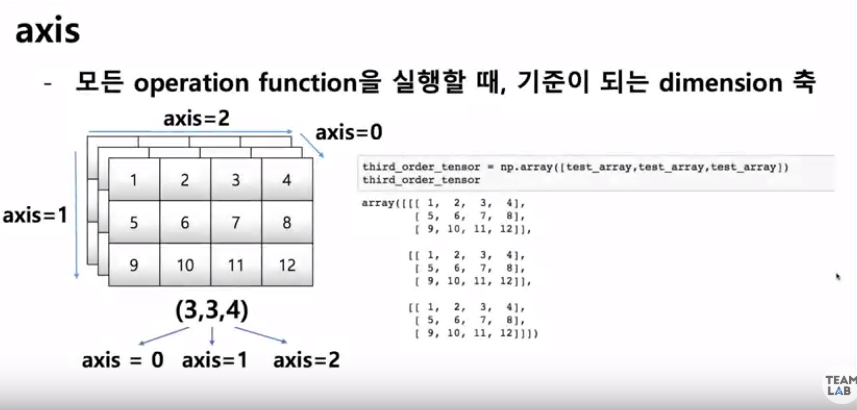 axis
- 모든 operation function을 실행할 때, 기준이 되는 dimension 축
axis=2
axis=0
axis=1
1 2 3 4
5 6 7 8
9 10 11 12
(3,3,4)
axis = 0 axis=1 axis=2
third_order_tensor = np.array([test_array,test_array,test_array])
third_order_tensor
array([[[ 1, 2, 3, 4],
[ 5, 6, 7, 8],
[ 9, 10, 11, 12]],
[[ 1, 2, 3, 4],
[ 5, 6, 7, 8],
[ 9, 10, 11, 12]],
[[ 1, 2, 3, 4],
[ 5, 6, 7, 8],
[ 9, 10, 11, 12]]])
TEAM
LAB